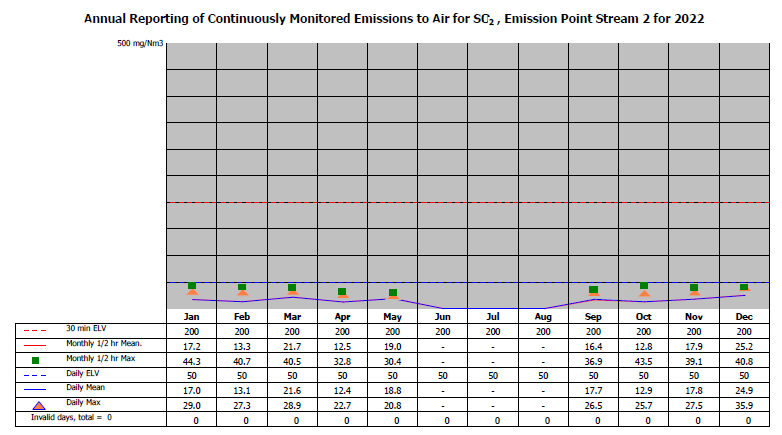 Annual Reporting of Continuously Monitored Emissions to Air for SO₂ , Emission Point Stream 2 for 2022
500 mg/Nm3
Jan Feb Mar Apr May Jun Jul Aug Sep Oct Nov Dec
30 min ELV 200 200 200 200 200 200 200 200 200 200 200 200
Monthly 1/2 hr Mean. 17.2 13.3 21.7 12.5 19.0 - - - 16.4 12.8 17.9 25.2
Monthly 1/2 hr Max 44.3 40.7 40.5 32.8 30.4 - - - 36.9 43.5 39.1 40.8
Daily ELV 50 50 50 50 50 50 50 50 50 50 50 50
Daily Mean 17.0 13.1 21.6 12.4 18.8 - - - 17.7 12.9 17.8 24.9
Daily Max 29.0 27.3 28.9 22.7 20.8 - - - 26.5 25.7 27.5 35.9
Invalid days, total = 0 0 0 0 0 0 0 0 0 0 0 0 0